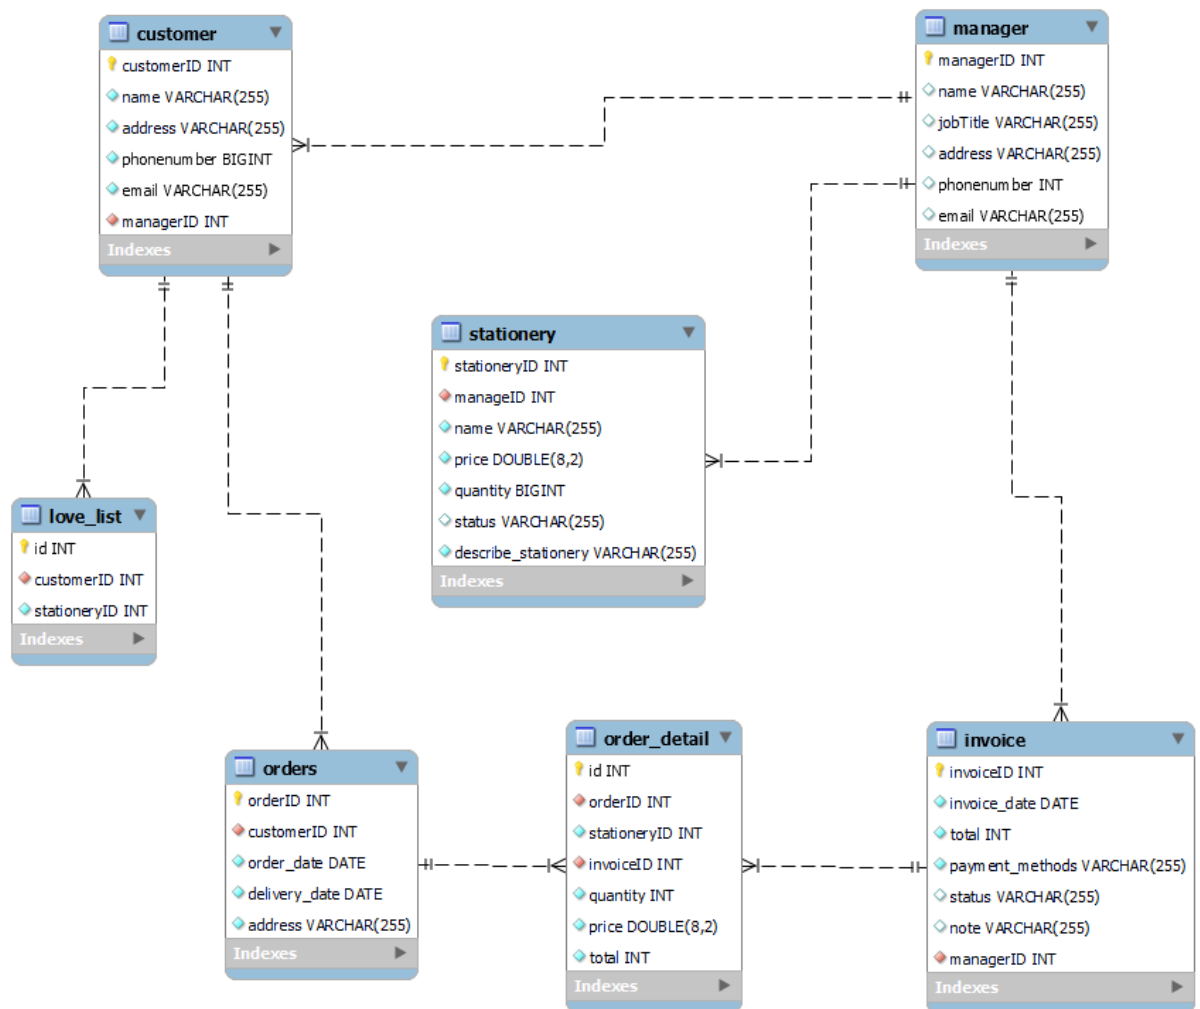 customer
customerID INT
name VARCHAR(255)
address VARCHAR(255)
phonenumber BIGINT
email VARCHAR(255)
managerID INT
Indexes
manager
managerID INT
name VARCHAR(255)
jobTitle VARCHAR(255)
address VARCHAR(255)
phonenumber INT
email VARCHAR(255)
Indexes
stationery
stationeryID INT
manageID INT
name VARCHAR(255)
price DOUBLE(8,2)
quantity BIGINT
status VARCHAR(255)
describe_stationery VARCHAR(255)
Indexes
love_list
id INT
customerID INT
stationeryID INT
Indexes
orders
orderID INT
customerID INT
order_date DATE
delivery_date DATE
address VARCHAR(255)
Indexes
order_detail
id INT
orderID INT
stationeryID INT
invoiceID INT
quantity INT
price DOUBLE(8,2)
total INT
Indexes
invoice
invoiceID INT
invoice_date DATE
total INT
payment_methods VARCHAR(255)
status VARCHAR(255)
note VARCHAR(255)
managerID INT
Indexes